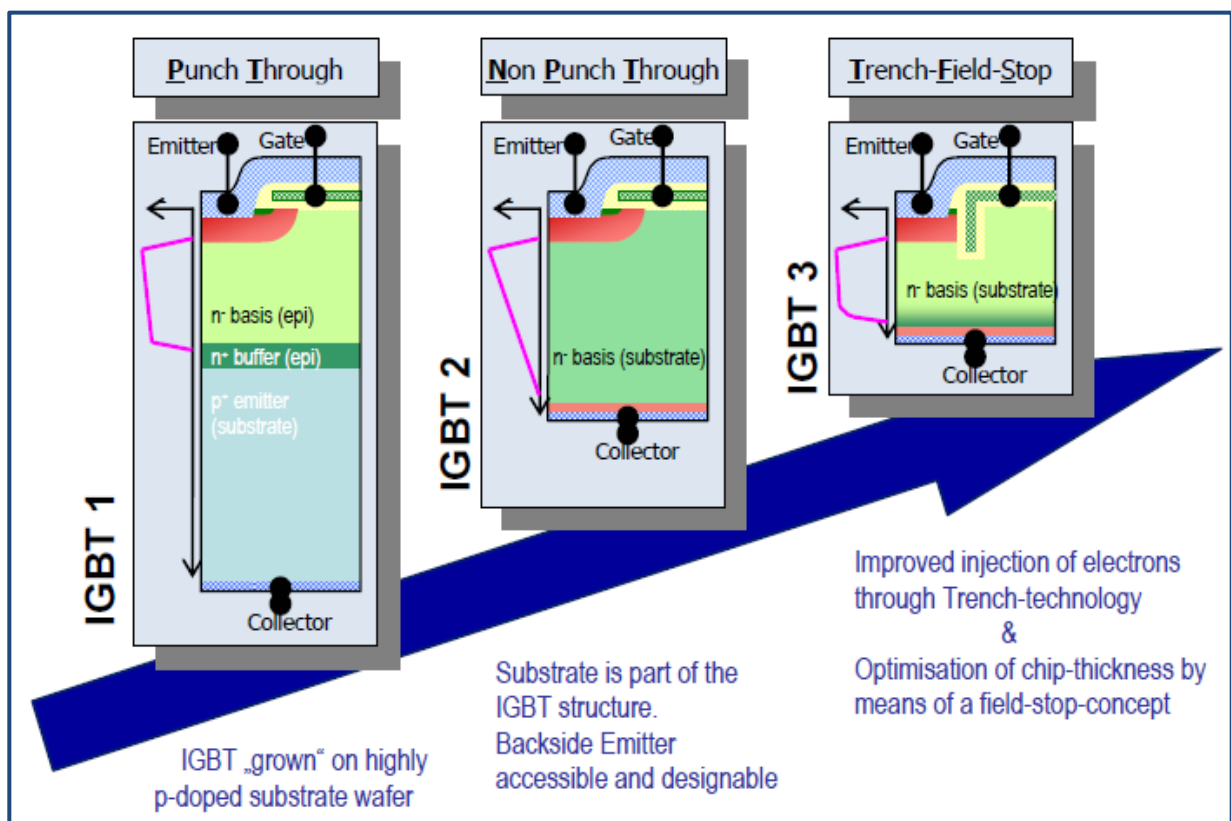 Punch Through
Non Punch Through
Trench-Field-Stop
IGBT 1
Emitter
Gate
n- basis (epi)
n+ buffer (epi)
p+ emitter
(substrate)
Collector
IGBT 2
Emitter
Gate
n- basis (substrate)
Collector
IGBT 3
Emitter
Gate
n- basis (substrate)
Collector
IGBT „grown“ on highly
p-doped substrate wafer
Substrate is part of the
IGBT structure.
Backside Emitter
accessible and designable
Improved injection of electrons
through Trench-technology
&
Optimisation of chip-thickness by
means of a field-stop-concept